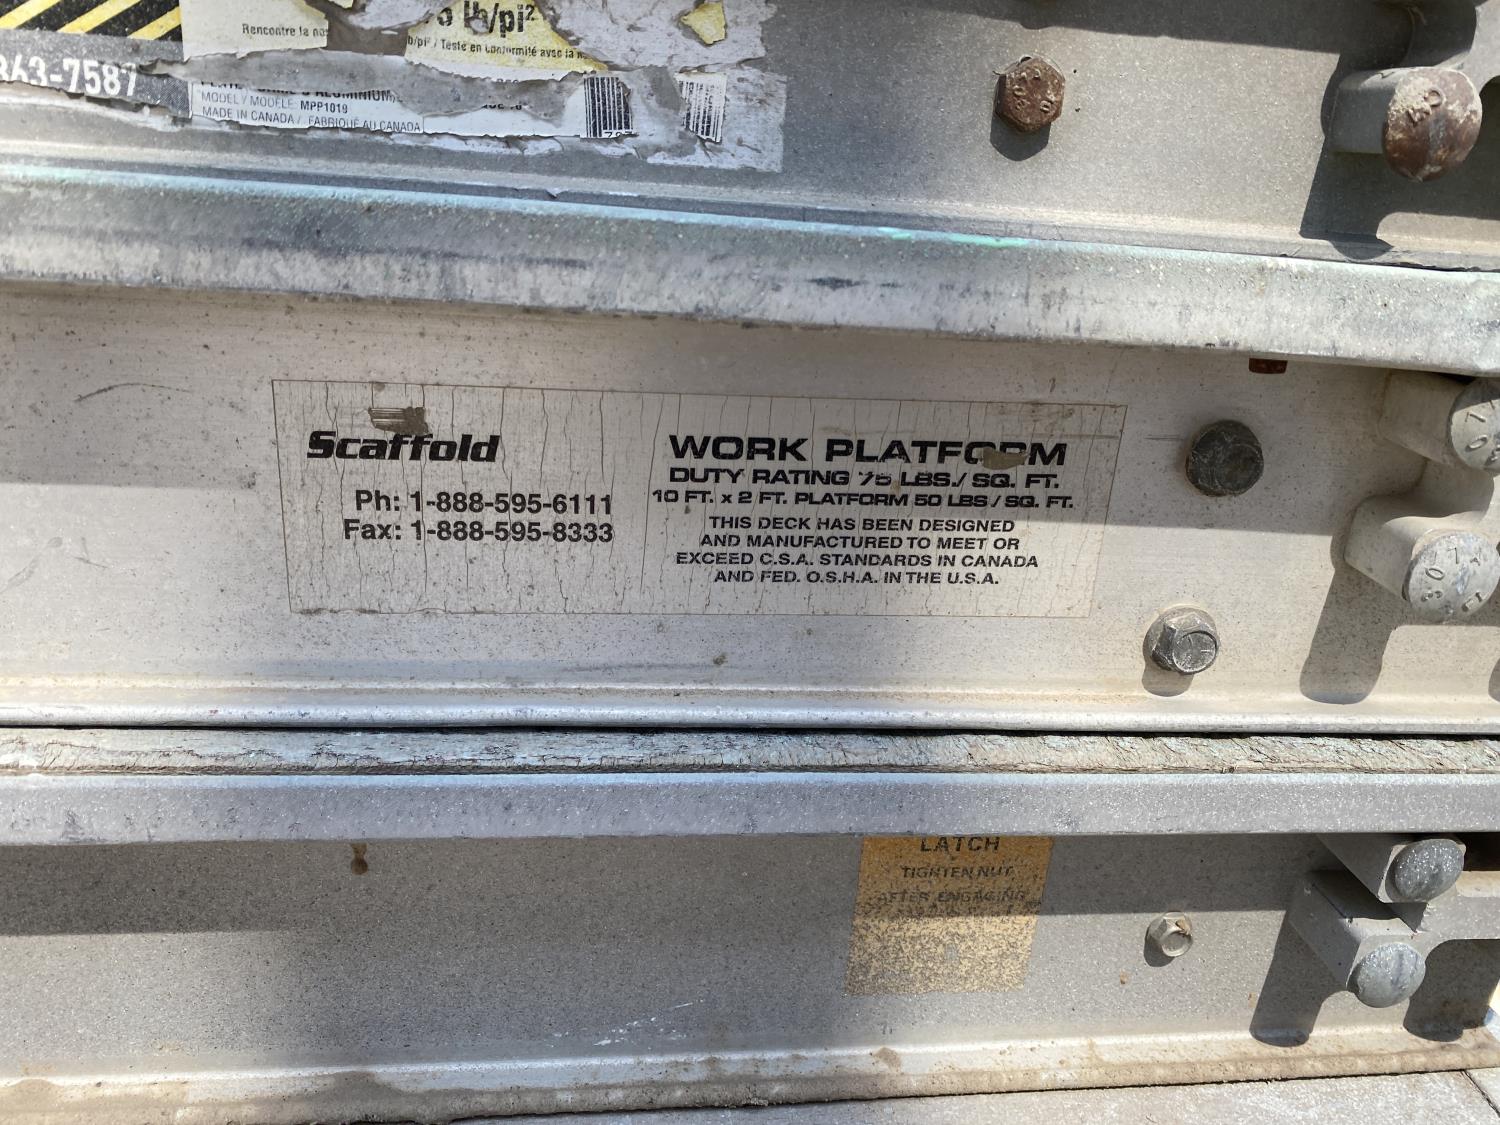 lb/pi²
Rencontre la
lb/pi² / Testé en conformité avec la
363-7587
MODEL / MODÈLE: MPP1019
MADE IN CANADA / FABRIQUÉ AU CANADA
Scaffold
Ph: 1-888-595-6111
Fax: 1-888-595-8333
WORK PLATFORM
DUTY RATING 75 LBS./ SQ. FT.
10 FT. x 2 FT. PLATFORM 50 LBS / SQ. FT.
THIS DECK HAS BEEN DESIGNED
AND MANUFACTURED TO MEET OR
EXCEED C.S.A. STANDARDS IN CANADA
AND FED. O.S.H.A. IN THE U.S.A.
LATCH
TIGHTEN NUT
AFTER ENGAGING